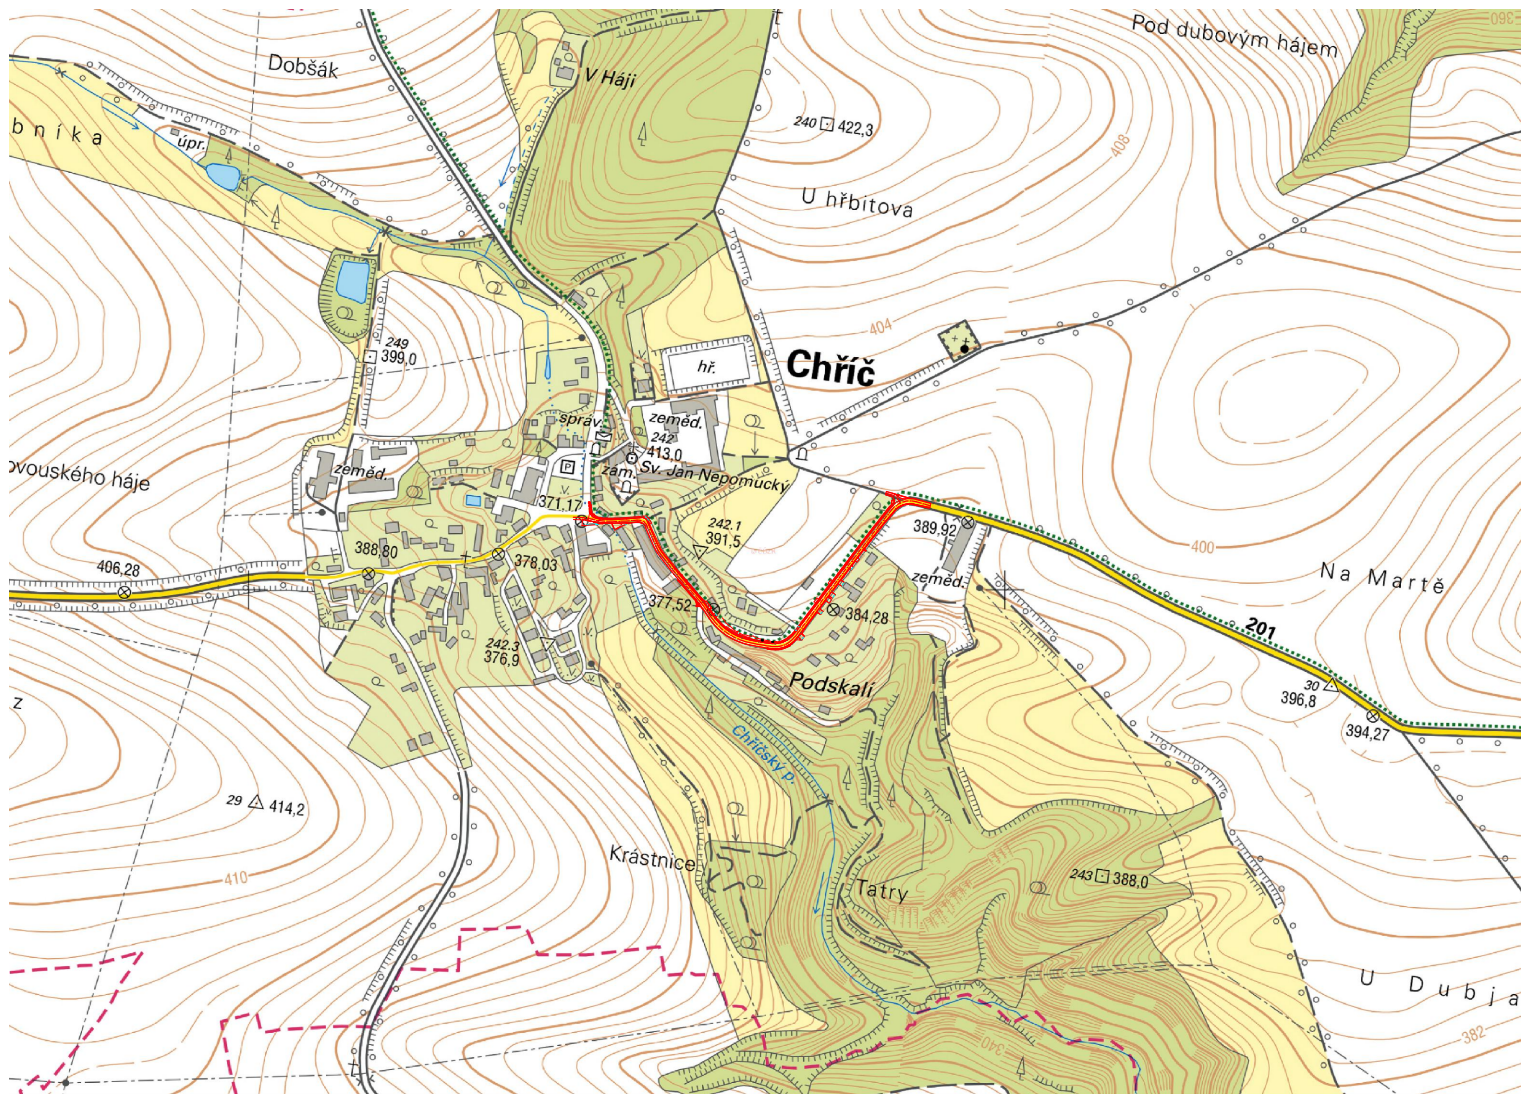 Pod dubovým hájem
360
Dobšák
V Háji
240 422,3
408
bníka
úpr.
U hřbitova
404
249
399,0
hř.
Chříč
správ.
zeměd.
242
413,0
zám. Sv. Jan Nepomucký
P
zeměd.
ovouského háje
371,17
242.1
391,5
389,92
400
388,80
378,03
406,28
zeměd.
Na Martě
377,52
384,28
201
242.3
376,9
Podskalí
30
396,8
z
394,27
Chříčský p.
29 414,2
Krástnice
410
Tatry
243 388,0
U Dubja
340
382